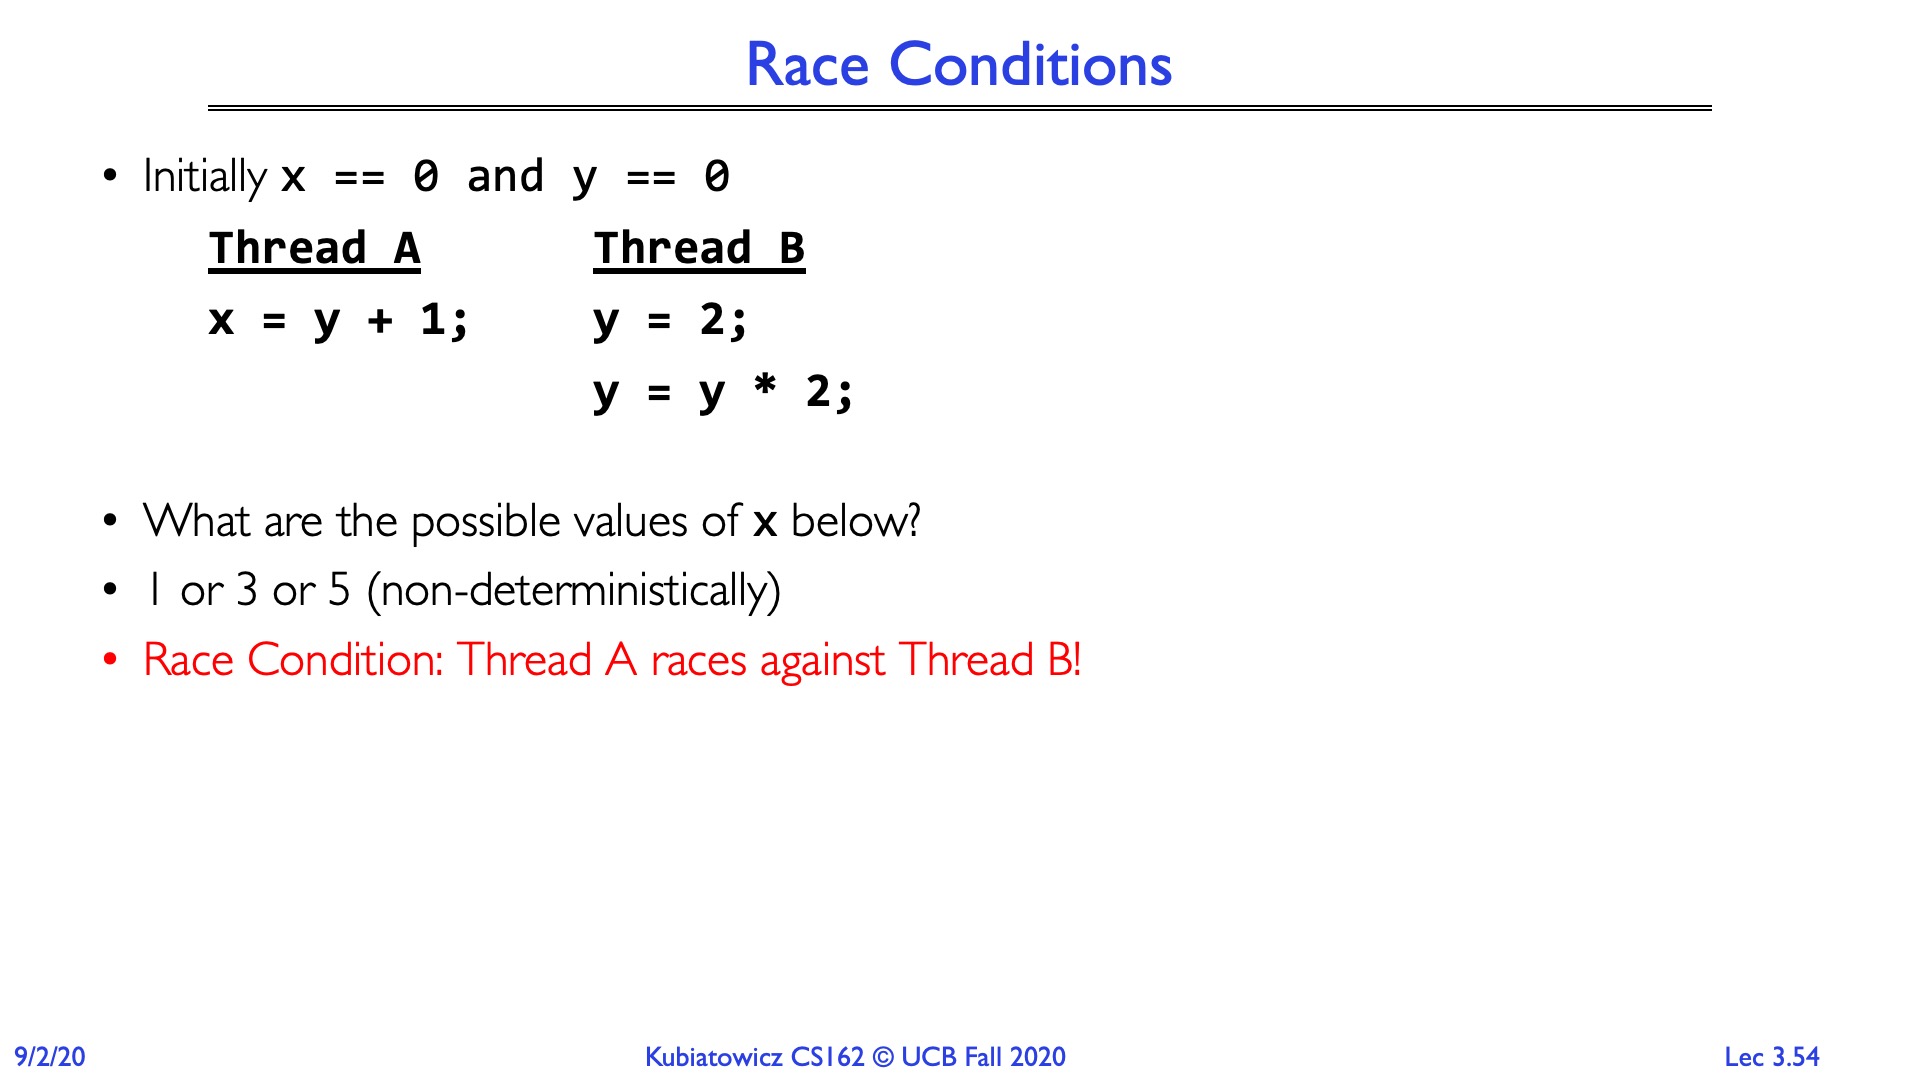 Race Conditions
• Initially x == 0 and y == 0
Thread A Thread B
x = y + 1; y = 2;
y = y * 2;
• What are the possible values of x below?
• 1 or 3 or 5 (non-deterministically)
• Race Condition: Thread A races against Thread B!
9/2/20 Kubiatowicz CS162 © UCB Fall 2020 Lec 3.54